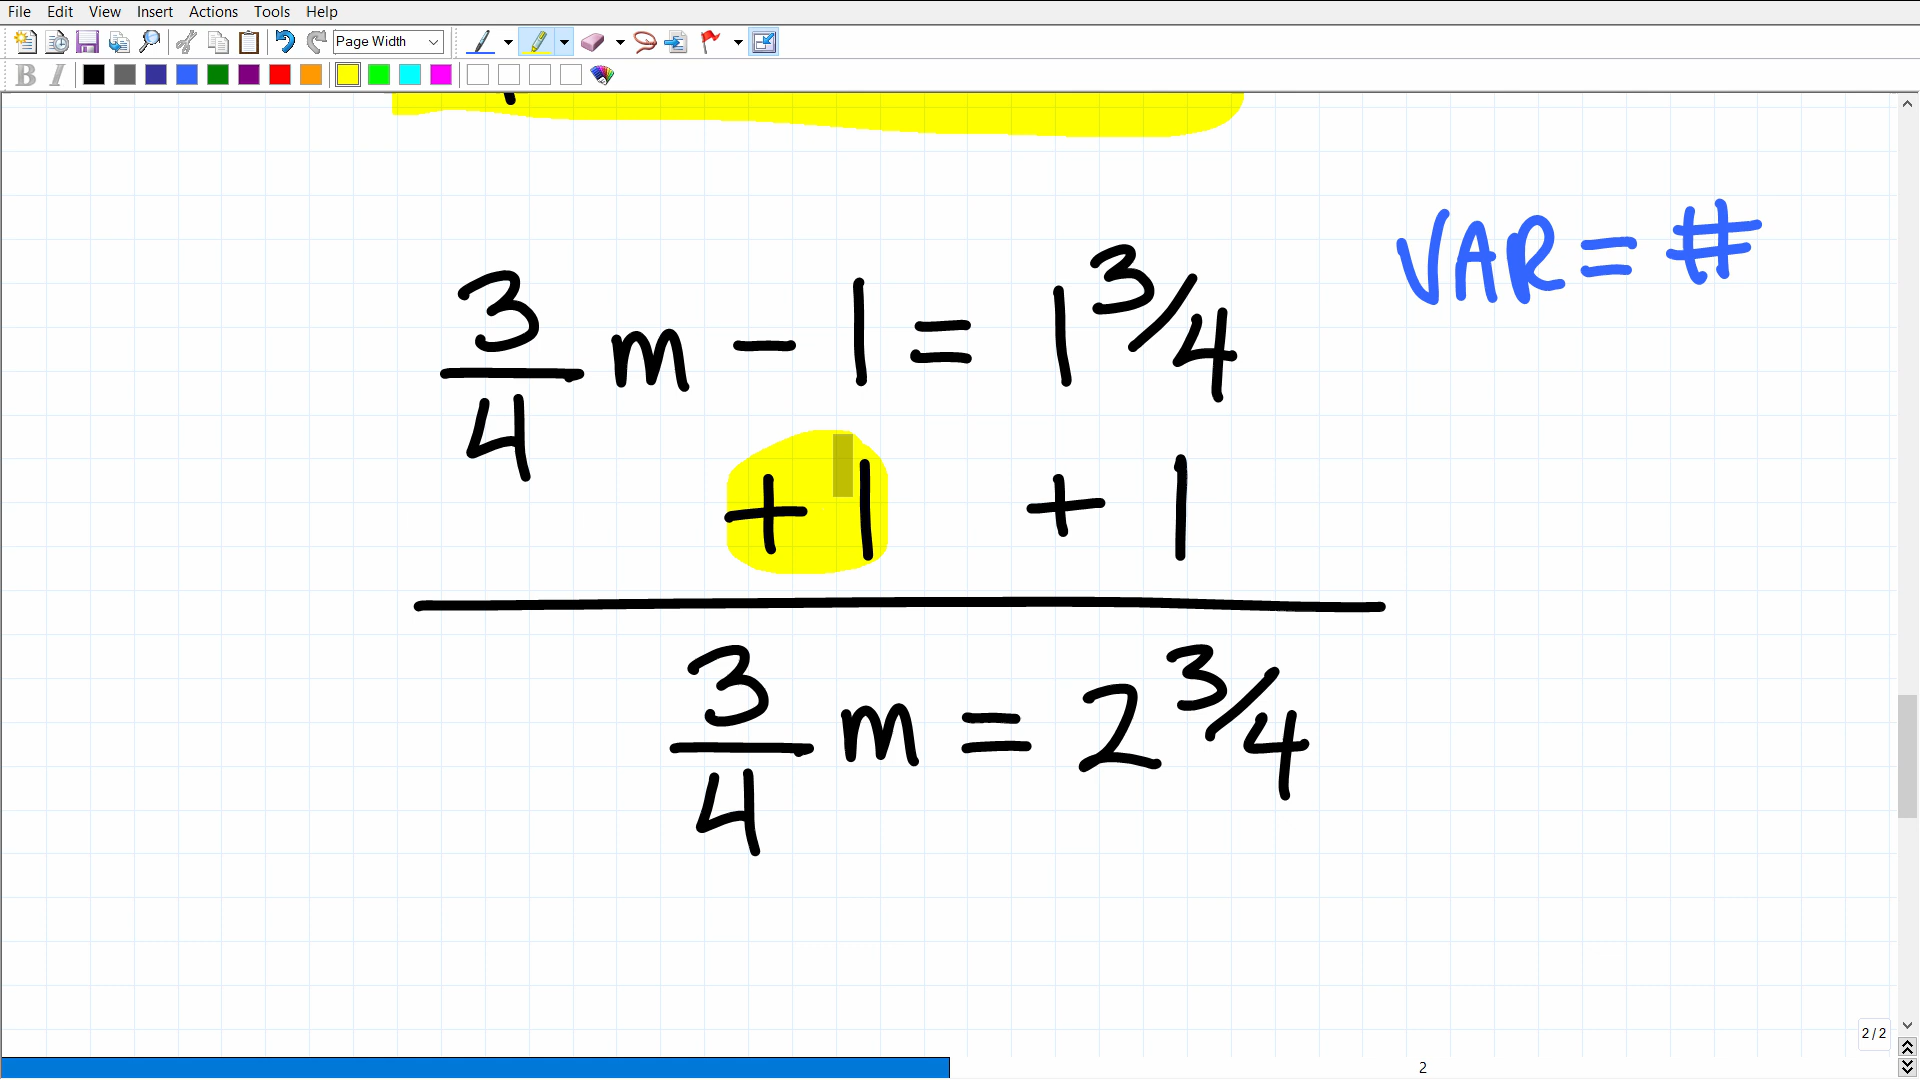 File Edit View Insert Actions Tools Help
Page Width
B I
VAR = #
3/4 m - 1 = 1 3/4
+ 1 + 1
3/4 m = 2 3/4
2 / 2
2